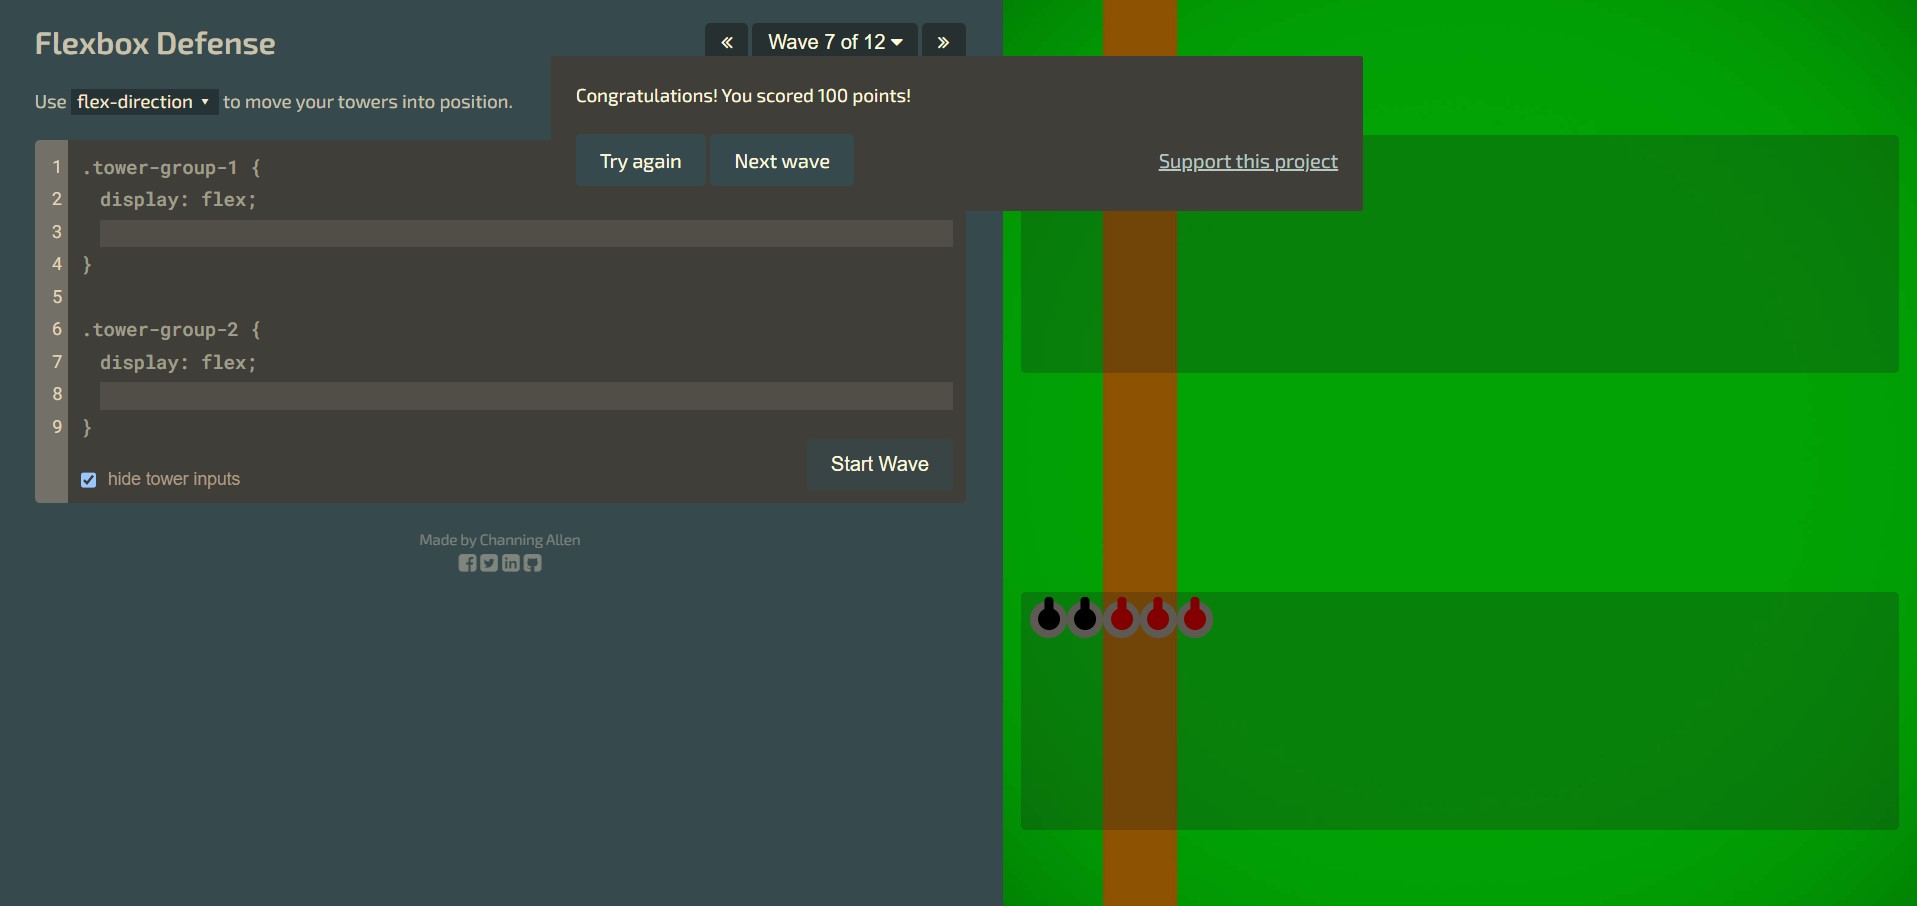 Flexbox Defense
« Wave 7 of 12 »
Use flex-direction to move your towers into position.
Congratulations! You scored 100 points!
Try again Next wave Support this project
1 .tower-group-1 {
2 display: flex;
3
4 }
5
6 .tower-group-2 {
7 display: flex;
8
9 }
hide tower inputs
Start Wave
Made by Channing Allen